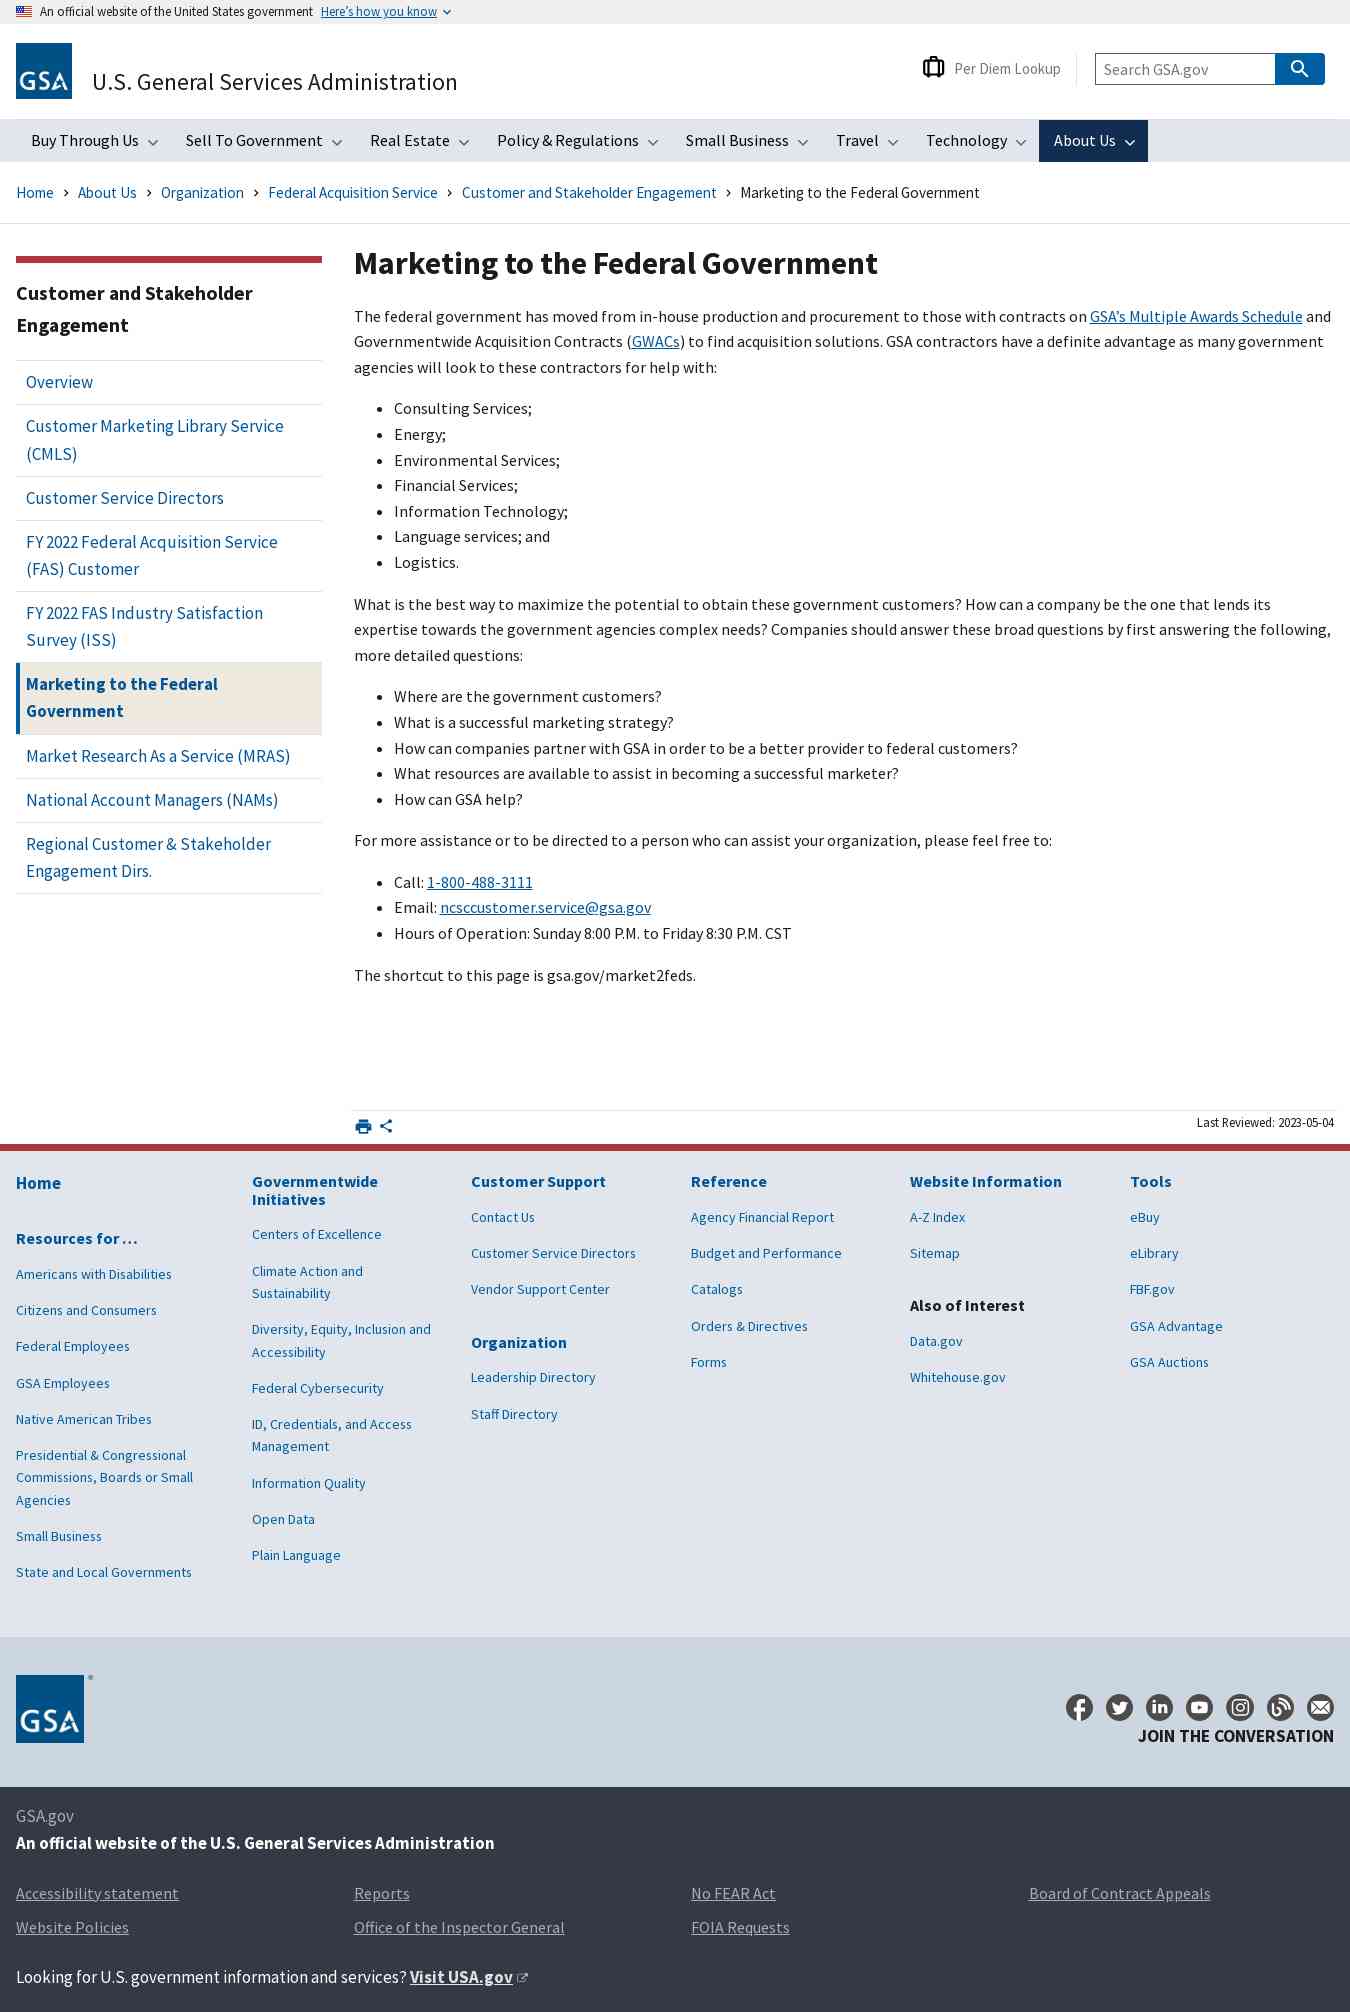 An official website of the United States government Here's how you know
GSA
U.S. General Services Administration
Per Diem Lookup
Search GSA.gov
Buy Through Us Sell To Government Real Estate Policy & Regulations Small Business Travel Technology About Us
Home About Us Organization Federal Acquisition Service Customer and Stakeholder Engagement Marketing to the Federal Government
Customer and Stakeholder
Engagement
Overview
Customer Marketing Library Service
(CMLS)
Customer Service Directors
FY 2022 Federal Acquisition Service
(FAS) Customer
FY 2022 FAS Industry Satisfaction
Survey (ISS)
Marketing to the Federal
Government
Market Research As a Service (MRAS)
National Account Managers (NAMs)
Regional Customer & Stakeholder
Engagement Dirs.
Marketing to the Federal Government
The federal government has moved from in-house production and procurement to those with contracts on GSA's Multiple Awards Schedule and
Governmentwide Acquisition Contracts (GWACs) to find acquisition solutions. GSA contractors have a definite advantage as many government
agencies will look to these contractors for help with:
Consulting Services;
Energy;
Environmental Services;
Financial Services;
Information Technology;
Language services; and
Logistics.
What is the best way to maximize the potential to obtain these government customers? How can a company be the one that lends its
expertise towards the government agencies complex needs? Companies should answer these broad questions by first answering the following,
more detailed questions:
Where are the government customers?
What is a successful marketing strategy?
How can companies partner with GSA in order to be a better provider to federal customers?
What resources are available to assist in becoming a successful marketer?
How can GSA help?
For more assistance or to be directed to a person who can assist your organization, please feel free to:
Call: 1-800-488-3111
Email: ncsccustomer.service@gsa.gov
Hours of Operation: Sunday 8:00 P.M. to Friday 8:30 P.M. CST
The shortcut to this page is gsa.gov/market2feds.
Last Reviewed: 2023-05-04
Home
Resources for …
Americans with Disabilities
Citizens and Consumers
Federal Employees
GSA Employees
Native American Tribes
Presidential & Congressional
Commissions, Boards or Small
Agencies
Small Business
State and Local Governments
Governmentwide
Initiatives
Centers of Excellence
Climate Action and
Sustainability
Diversity, Equity, Inclusion and
Accessibility
Federal Cybersecurity
ID, Credentials, and Access
Management
Information Quality
Open Data
Plain Language
Customer Support
Contact Us
Customer Service Directors
Vendor Support Center
Organization
Leadership Directory
Staff Directory
Reference
Agency Financial Report
Budget and Performance
Catalogs
Orders & Directives
Forms
Website Information
A-Z Index
Sitemap
Also of Interest
Data.gov
Whitehouse.gov
Tools
eBuy
eLibrary
FBF.gov
GSA Advantage
GSA Auctions
GSA
JOIN THE CONVERSATION
GSA.gov
An official website of the U.S. General Services Administration
Accessibility statement Reports No FEAR Act Board of Contract Appeals
Website Policies Office of the Inspector General FOIA Requests
Looking for U.S. government information and services? Visit USA.gov